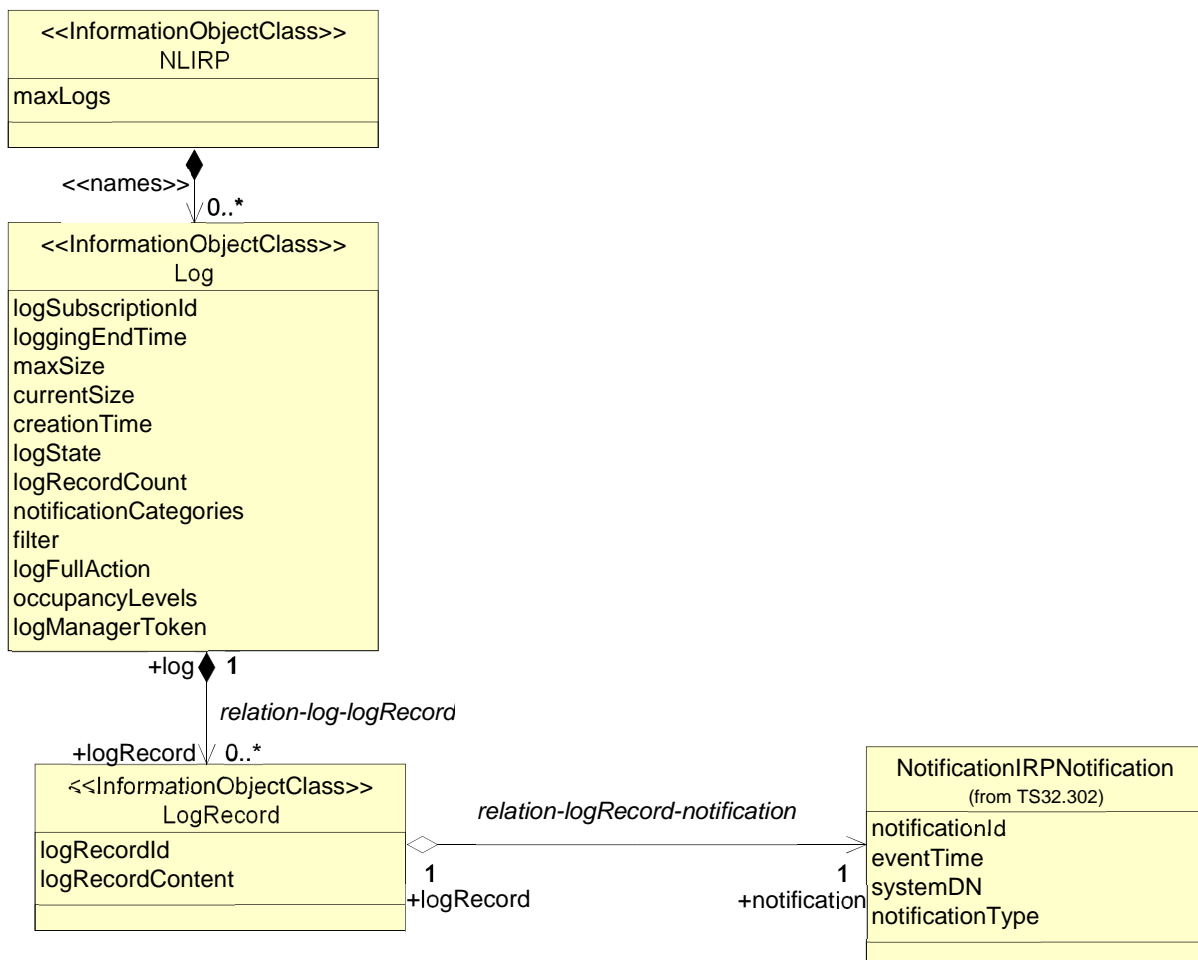 <<InformationObjectClass>>
NLIRP
maxLogs
<<names>>
0..*
<<InformationObjectClass>>
Log
logSubscriptionId
loggingEndTime
maxSize
currentSize
creationTime
logState
logRecordCount
notificationCategories
filter
logFullAction
occupancyLevels
logManagerToken
+log 1
relation-log-logRecord
+logRecord 0..*
<<InformationObjectClass>>
LogRecord
logRecordId
logRecordContent
relation-logRecord-notification
1
+logRecord
1
+notification
NotificationIRPNotification
(from TS32.302)
notificationId
eventTime
systemDN
notificationType